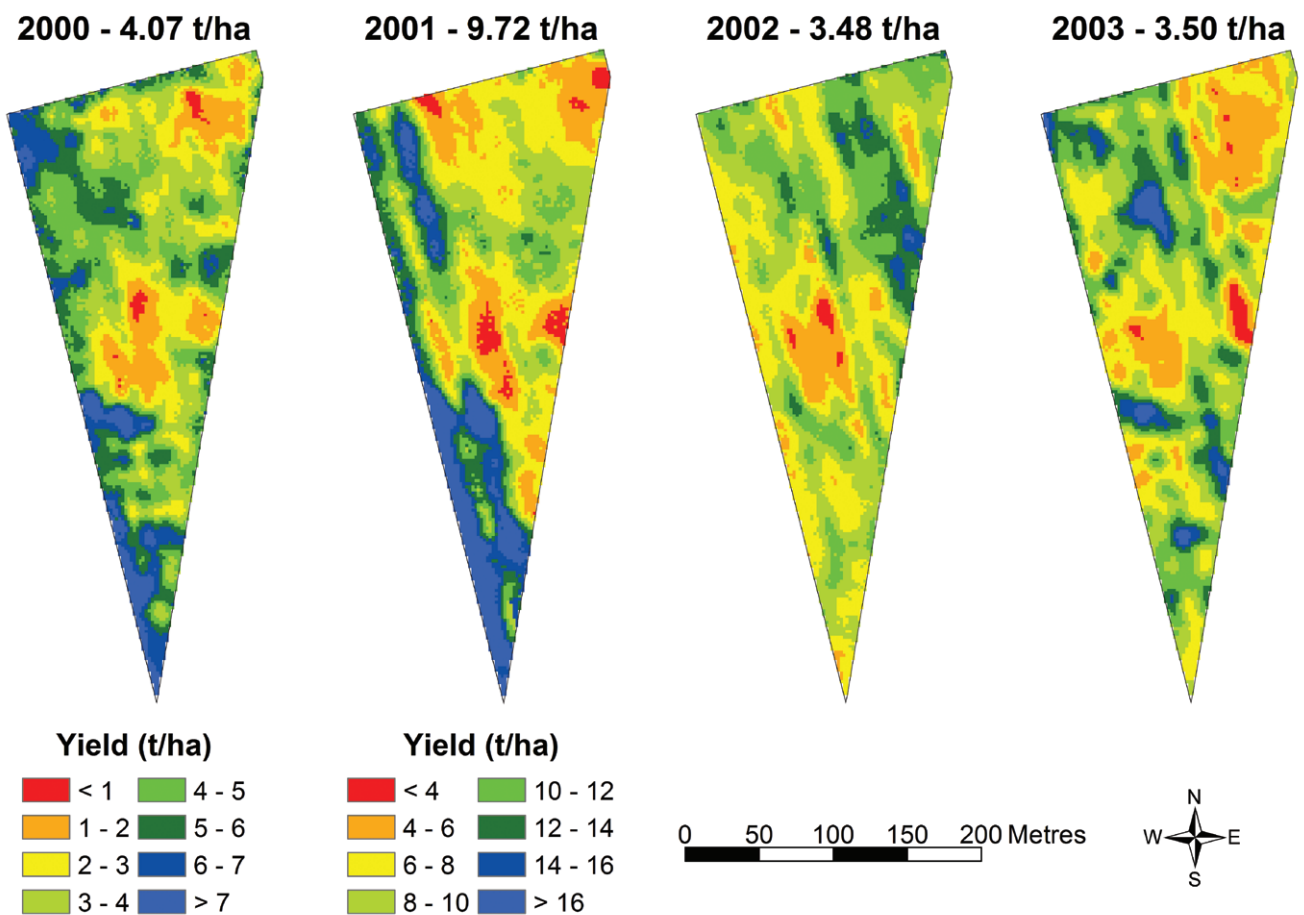 2000 - 4.07 t/ha
2001 - 9.72 t/ha
2002 - 3.48 t/ha
2003 - 3.50 t/ha
Yield (t/ha)
< 1
4 - 5
1 - 2
5 - 6
2 - 3
6 - 7
3 - 4
> 7
Yield (t/ha)
< 4
10 - 12
4 - 6
12 - 14
6 - 8
14 - 16
8 - 10
> 16
0 50 100 150 200 Metres
N
W E
S